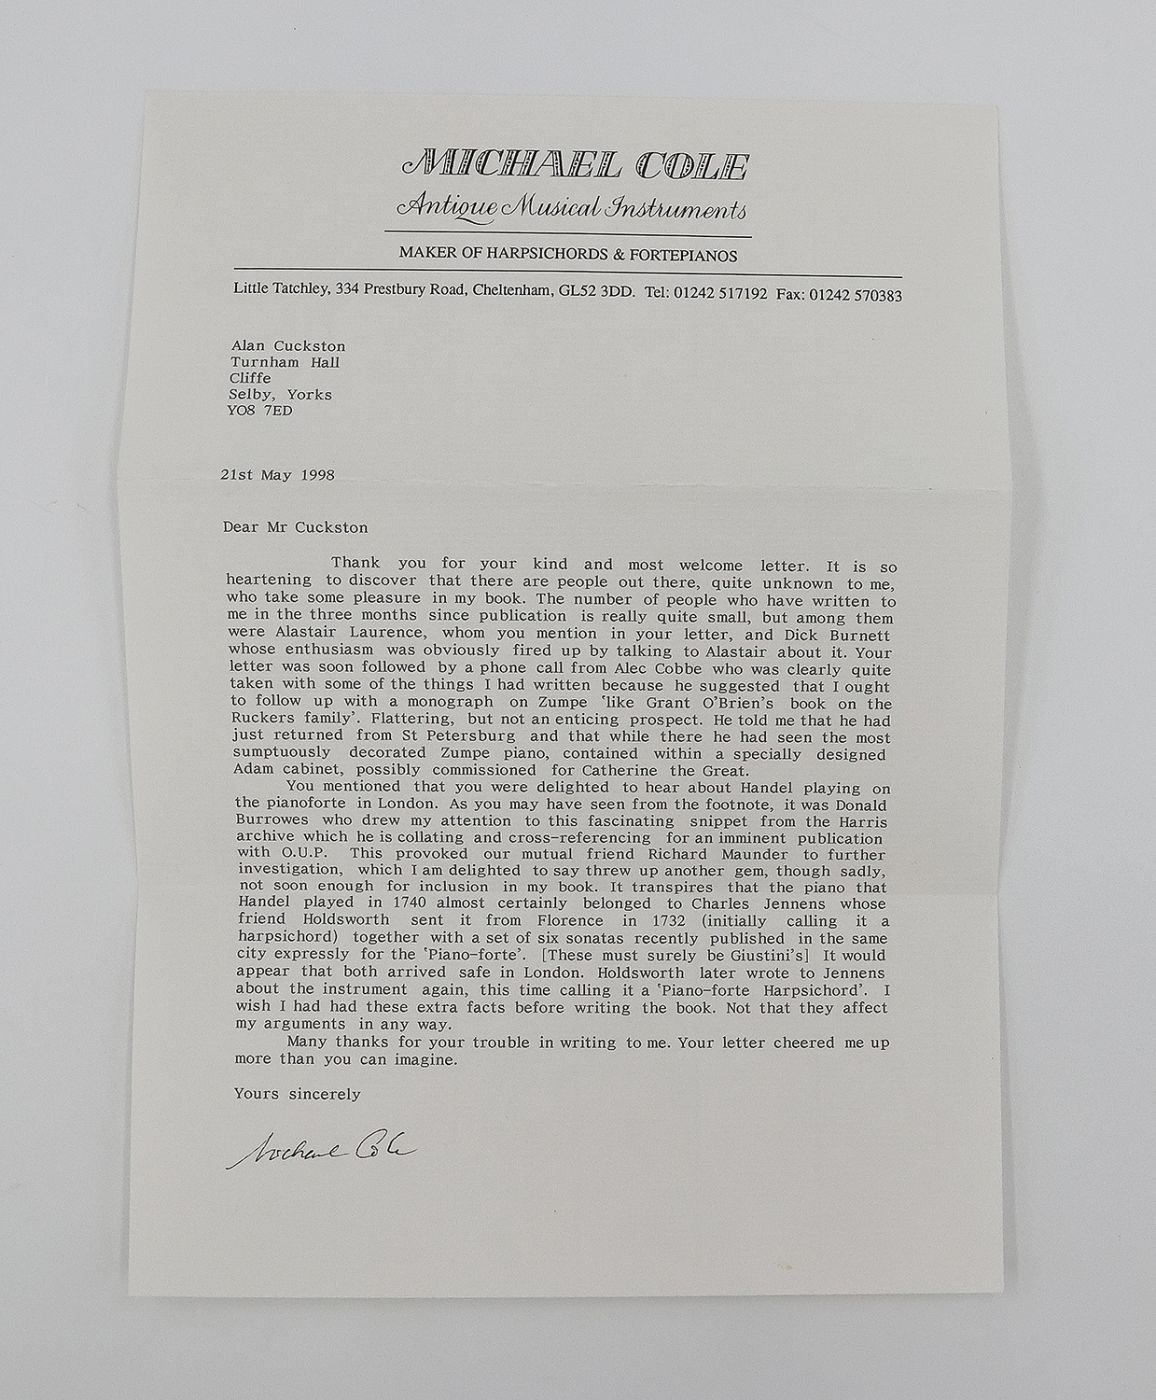 MICHAEL COLE
Antique Musical Instruments
MAKER OF HARPSICHORDS & FORTEPIANOS
Little Tatchley, 334 Prestbury Road, Cheltenham, GL52 3DD. Tel: 01242 517192 Fax: 01242 570383
Alan Cuckston
Turnham Hall
Cliffe
Selby, Yorks
YO8 7ED
21st May 1998
Dear Mr Cuckston
Thank you for your kind and most welcome letter. It is so
heartening to discover that there are people out there, quite unknown to me,
who take some pleasure in my book. The number of people who have written to
me in the three months since publication is really quite small, but among them
were Alastair Laurence, whom you mention in your letter, and Dick Burnett
whose enthusiasm was obviously fired up by talking to Alastair about it. Your
letter was soon followed by a phone call from Alec Cobbe who was clearly quite
taken with some of the things I had written because he suggested that I ought
to follow up with a monograph on Zumpe 'like Grant O'Brien's book on the
Ruckers family'. Flattering, but not an enticing prospect. He told me that he had
just returned from St Petersburg and that while there he had seen the most
sumptuously decorated Zumpe piano, contained within a specially designed
Adam cabinet, possibly commissioned for Catherine the Great.
You mentioned that you were delighted to hear about Handel playing on
the pianoforte in London. As you may have seen from the footnote, it was Donald
Burrowes who drew my attention to this fascinating snippet from the Harris
archive which he is collating and cross-referencing for an imminent publication
with O.U.P. This provoked our mutual friend Richard Maunder to further
investigation, which I am delighted to say threw up another gem, though sadly,
not soon enough for inclusion in my book. It transpires that the piano that
Handel played in 1740 almost certainly belonged to Charles Jennens whose
friend Holdsworth sent it from Florence in 1732 (initially calling it a
harpsichord) together with a set of six sonatas recently published in the same
city expressly for the 'Piano-forte'. [These must surely be Giustini's] It would
appear that both arrived safe in London. Holdsworth later wrote to Jennens
about the instrument again, this time calling it a 'Piano-forte Harpsichord'. I
wish I had had these extra facts before writing the book. Not that they affect
my arguments in any way.
Many thanks for your trouble in writing to me. Your letter cheered me up
more than you can imagine.
Yours sincerely
Michael Cole